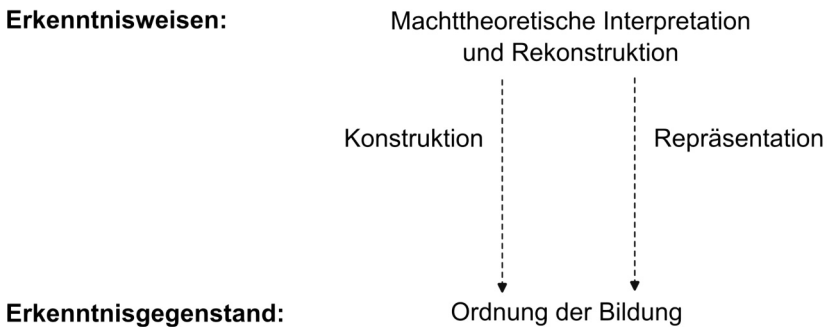 Erkenntnisweisen:
Machttheoretische Interpretation
und Rekonstruktion
Konstruktion
Repräsentation
Erkenntnisgegenstand:
Ordnung der Bildung